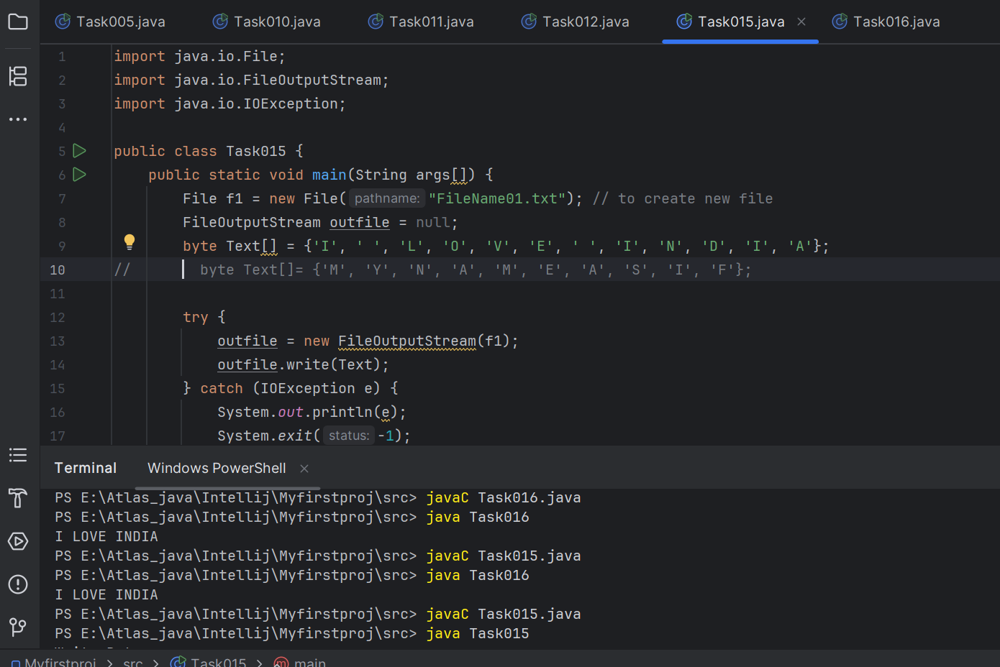 Task005.java Task010.java Task011.java Task012.java Task015.java Task016.java
1 import java.io.File;
2 import java.io.FileOutputStream;
3 import java.io.IOException;
4
5 public class Task015 {
6 public static void main(String args[]) {
7 File f1 = new File( pathname: "FileName01.txt"); // to create new file
8 FileOutputStream outfile = null;
9 byte Text[] = {'I', ' ', 'L', 'O', 'V', 'E', ' ', 'I', 'N', 'D', 'I', 'A'};
10 // byte Text[]= {'M', 'Y', 'N', 'A', 'M', 'E', 'A', 'S', 'I', 'F'};
11
12 try {
13 outfile = new FileOutputStream(f1);
14 outfile.write(Text);
15 } catch (IOException e) {
16 System.out.println(e);
17 System.exit( status: -1);
Terminal Windows PowerShell
PS E:\Atlas_java\Intellij\Myfirstproj\src> javaC Task016.java
PS E:\Atlas_java\Intellij\Myfirstproj\src> java Task016
I LOVE INDIA
PS E:\Atlas_java\Intellij\Myfirstproj\src> javaC Task015.java
PS E:\Atlas_java\Intellij\Myfirstproj\src> java Task016
I LOVE INDIA
PS E:\Atlas_java\Intellij\Myfirstproj\src> javaC Task015.java
PS E:\Atlas_java\Intellij\Myfirstproj\src> java Task015
Myfirstproj > src > Task015 > main